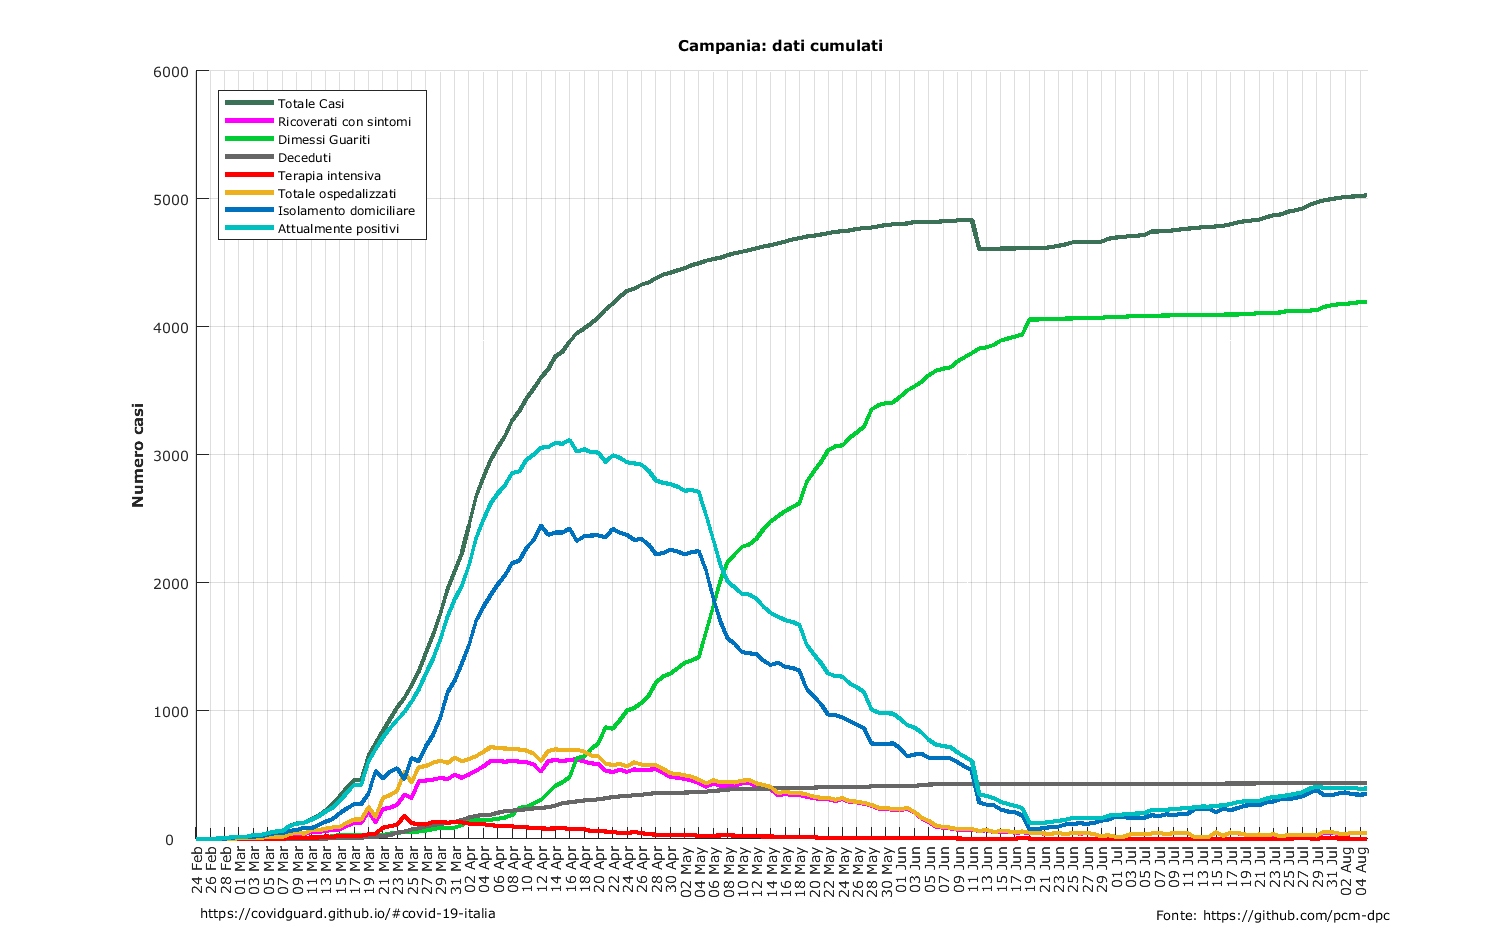 Campania: dati cumulati
6000
5000
4000
3000
2000
1000
0
Numero casi
Totale Casi
Ricoverati con sintomi
Dimessi Guariti
Deceduti
Terapia intensiva
Totale ospedalizzati
Isolamento domiciliare
Attualmente positivi
24 Feb
26 Feb
28 Feb
01 Mar
03 Mar
05 Mar
07 Mar
09 Mar
11 Mar
13 Mar
15 Mar
17 Mar
19 Mar
21 Mar
23 Mar
25 Mar
27 Mar
29 Mar
31 Mar
02 Apr
04 Apr
06 Apr
08 Apr
10 Apr
12 Apr
14 Apr
16 Apr
18 Apr
20 Apr
22 Apr
24 Apr
26 Apr
28 Apr
30 Apr
02 May
04 May
06 May
08 May
10 May
12 May
14 May
16 May
18 May
20 May
22 May
24 May
26 May
28 May
30 May
01 Jun
03 Jun
05 Jun
07 Jun
09 Jun
11 Jun
13 Jun
15 Jun
17 Jun
19 Jun
21 Jun
23 Jun
25 Jun
27 Jun
29 Jun
01 Jul
03 Jul
05 Jul
07 Jul
09 Jul
11 Jul
13 Jul
15 Jul
17 Jul
19 Jul
21 Jul
23 Jul
25 Jul
27 Jul
29 Jul
31 Jul
02 Aug
04 Aug
https://covidguard.github.io/#covid-19-italia
Fonte: https://github.com/pcm-dpc